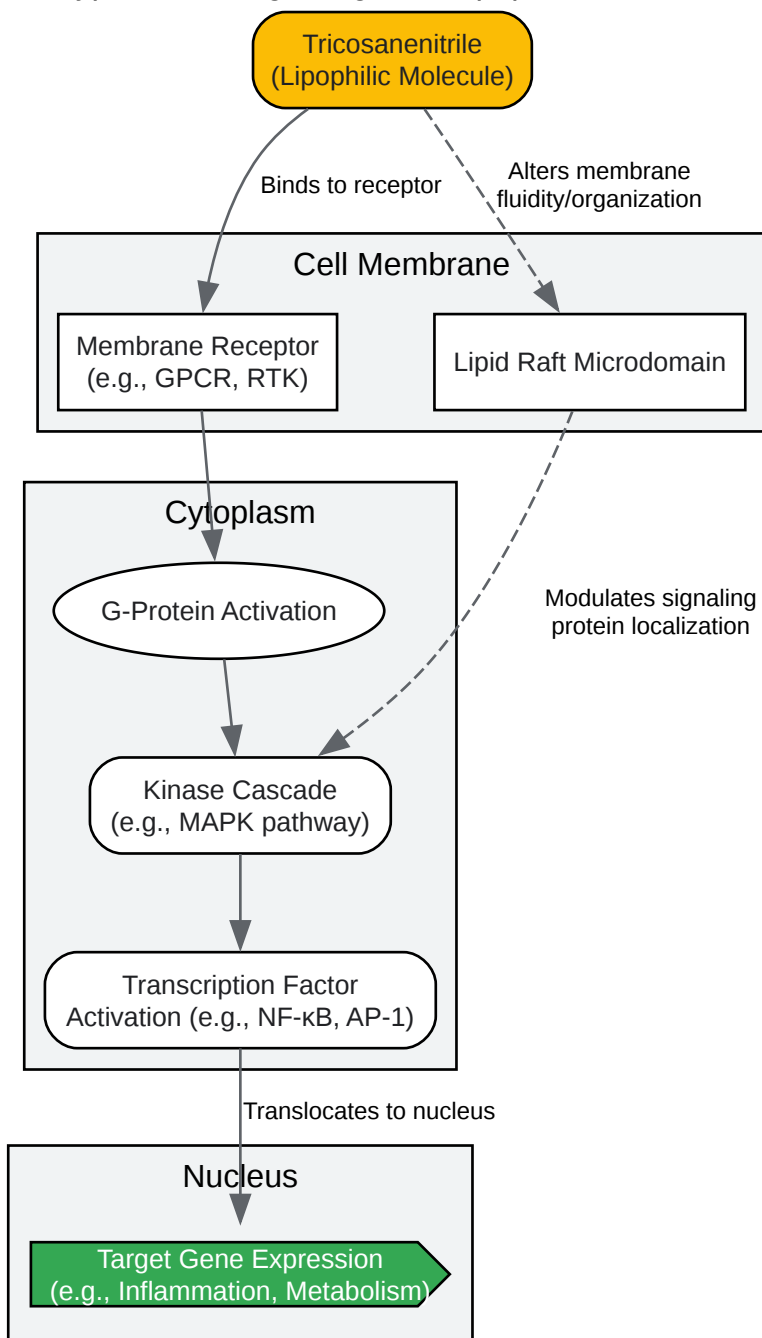 Tricosanenitrile
(Lipophilic Molecule)
Binds to receptor
Alters membrane
fluidity/organization
Cell Membrane
Membrane Receptor
(e.g., GPCR, RTK)
Lipid Raft Microdomain
Cytoplasm
G-Protein Activation
Modulates signaling
protein localization
Kinase Cascade
(e.g., MAPK pathway)
Transcription Factor
Activation (e.g., NF-κB, AP-1)
Translocates to nucleus
Nucleus
Target Gene Expression
(e.g., Inflammation, Metabolism)